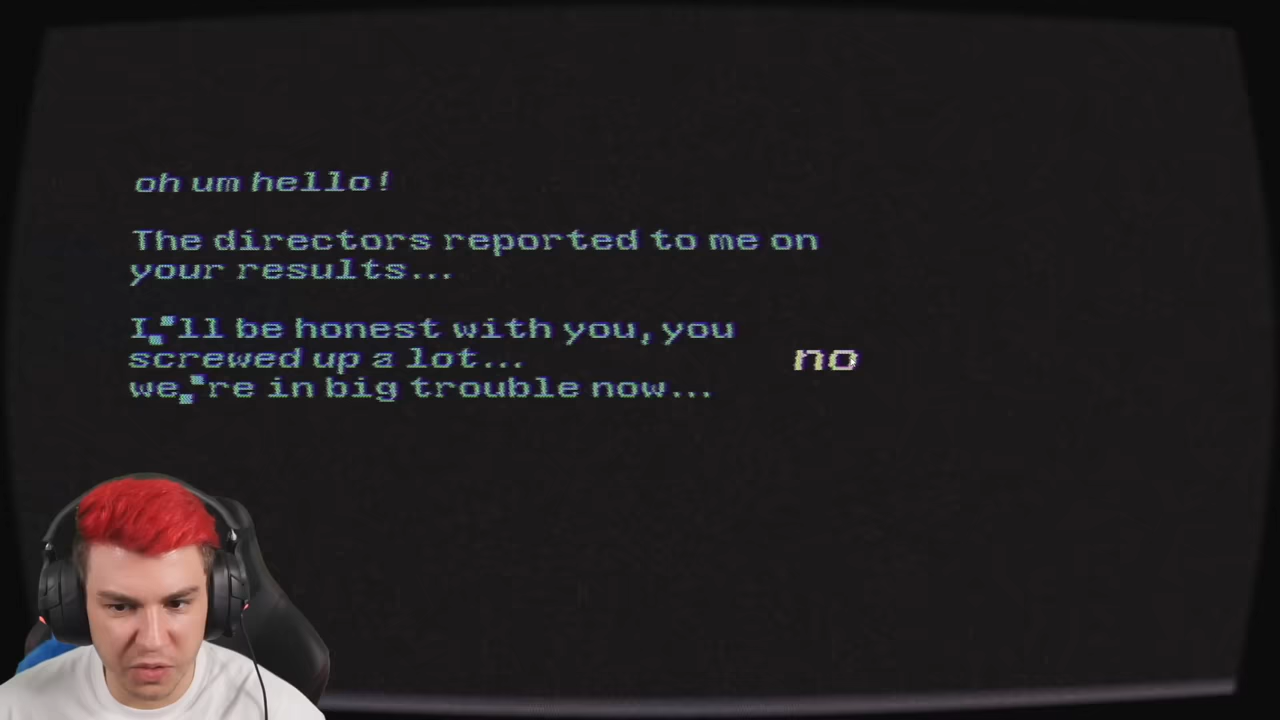 oh um hello!
The directors reported to me on
your results...
I,"ll be honest with you, you
screwed up a lot...
no
we,"re in big trouble now...